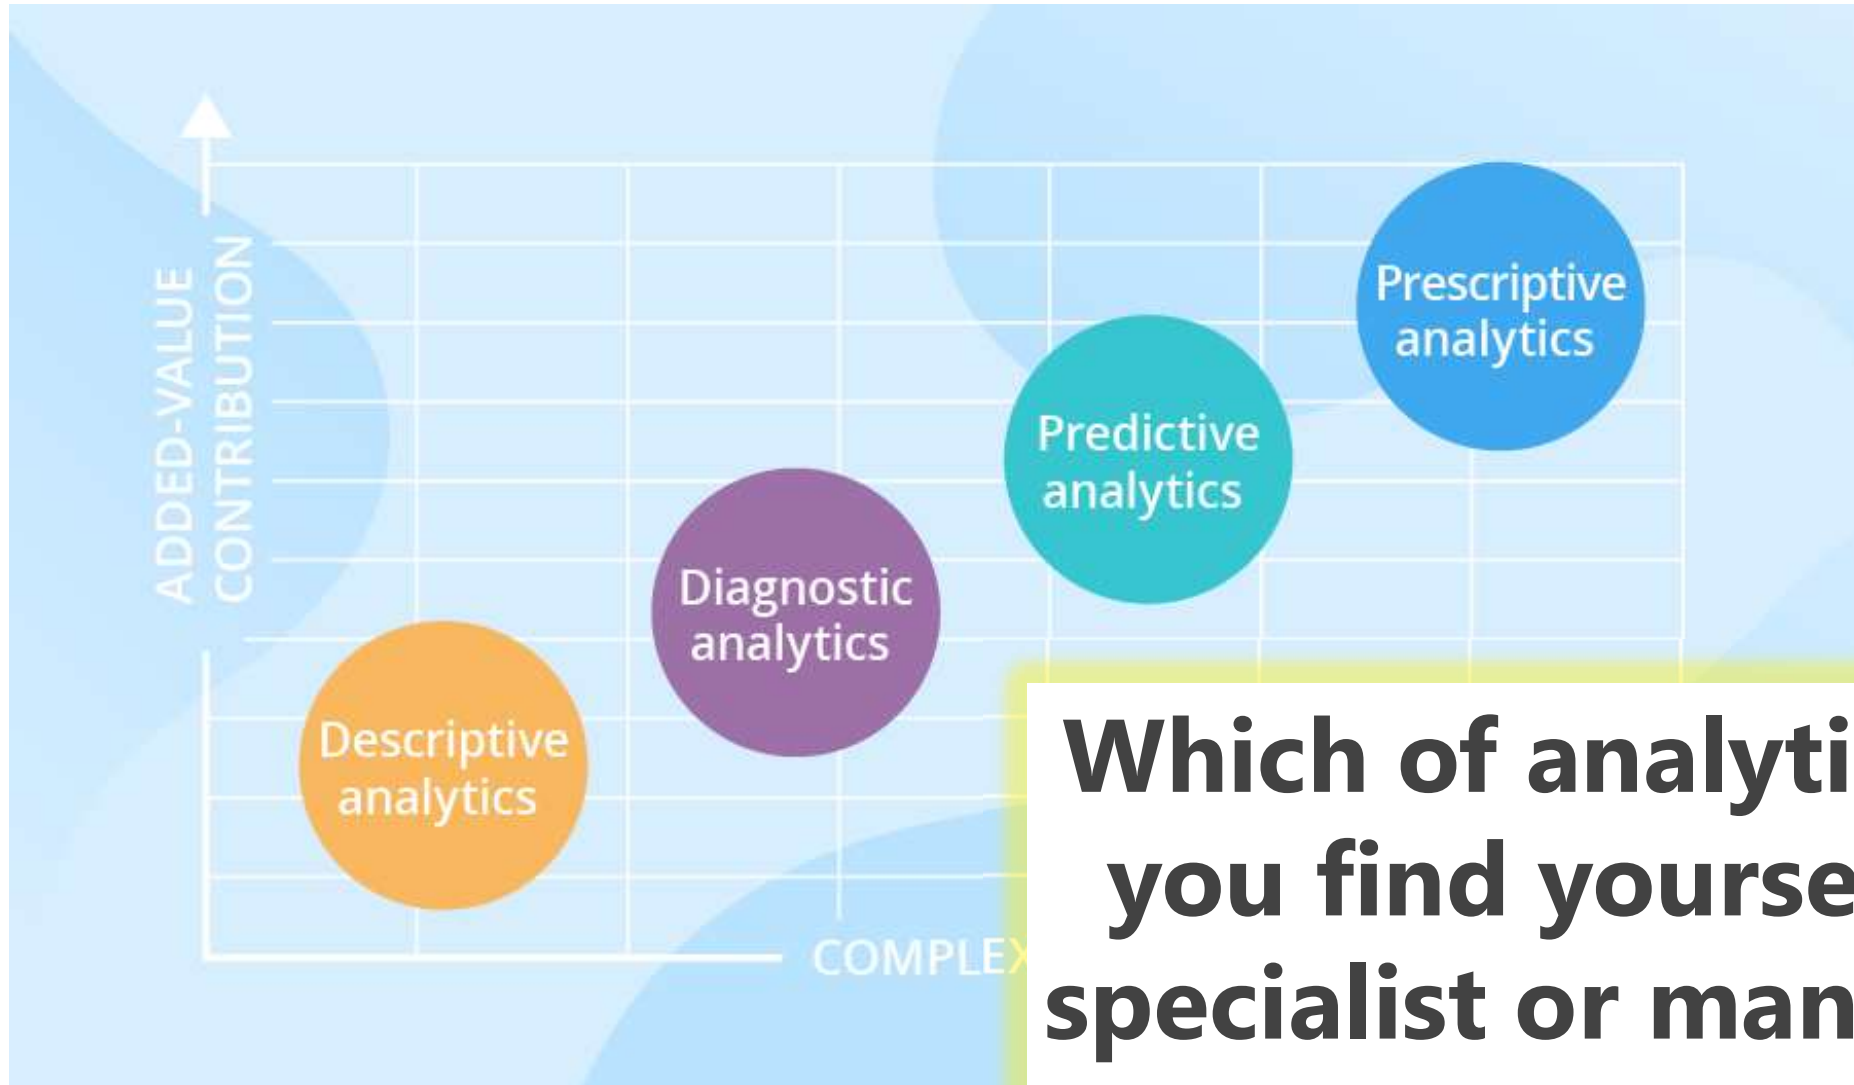 ADDED-VALUE
CONTRIBUTION
Prescriptive
analytics
Predictive
analytics
Diagnostic
analytics
Descriptive
analytics
COMPLEX
Which of analyti
you find yourse
specialist or man